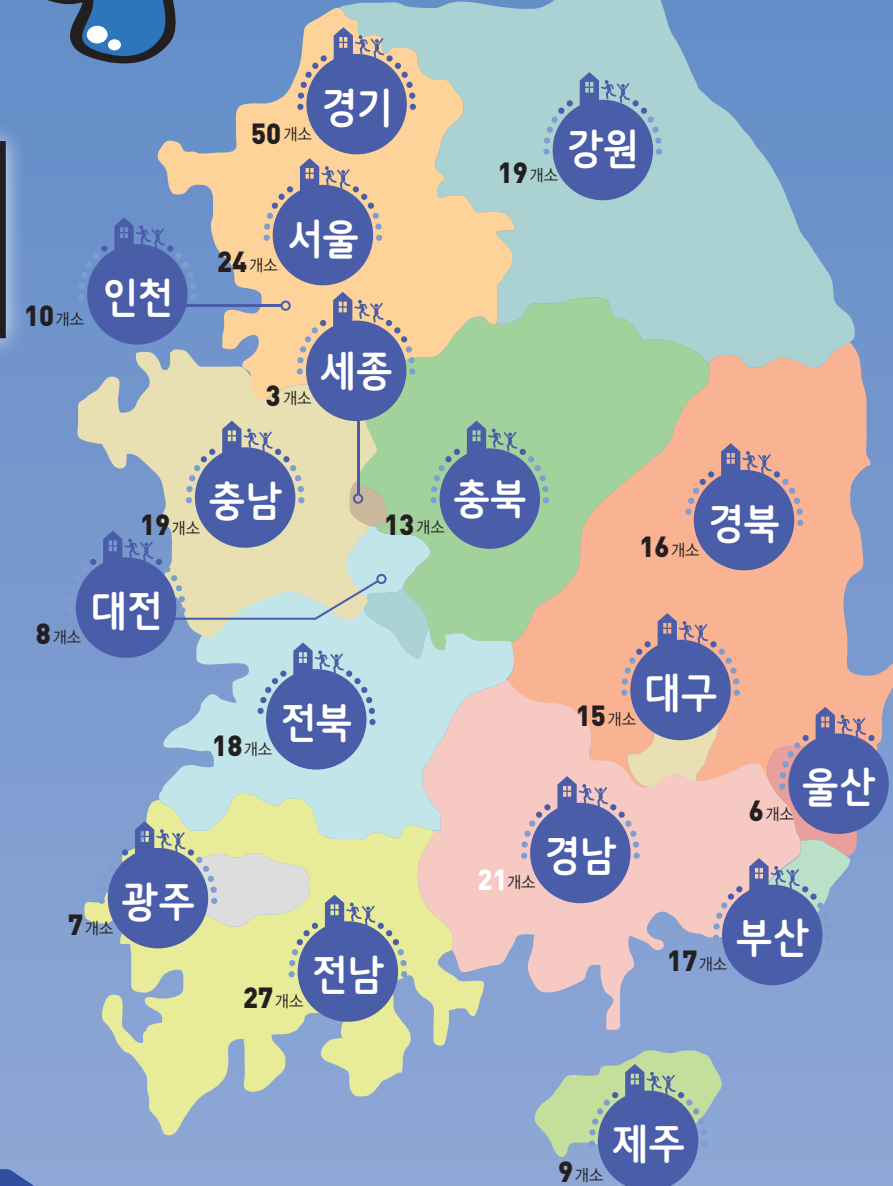 경기
50개소
강원
19개소
서울
24개소
인천
10개소
세종
3개소
충남
19개소
충북
13개소
경북
16개소
대전
8개소
대구
15개소
전북
18개소
울산
6개소
경남
21개소
광주
7개소
부산
17개소
전남
27개소
제주
9개소